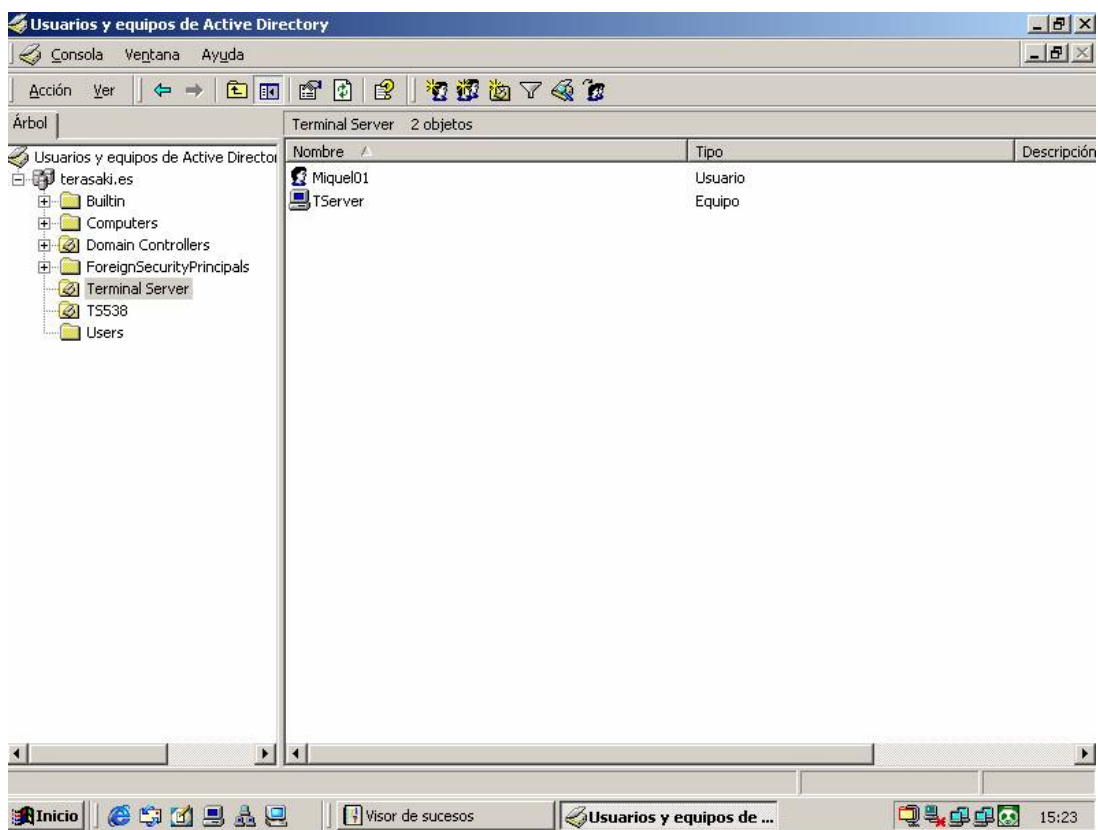 Usuarios y equipos de Active Directory
Consola Ventana Ayuda
Acción Ver
Árbol
Terminal Server 2 objetos
Usuarios y equipos de Active Director
terasaki.es
Builtin
Computers
Domain Controllers
ForeignSecurityPrincipals
Terminal Server
TS538
Users
Nombre Tipo Descripción
Miquel01 Usuario
TServer Equipo
Inicio Visor de sucesos Usuarios y equipos de ... 15:23